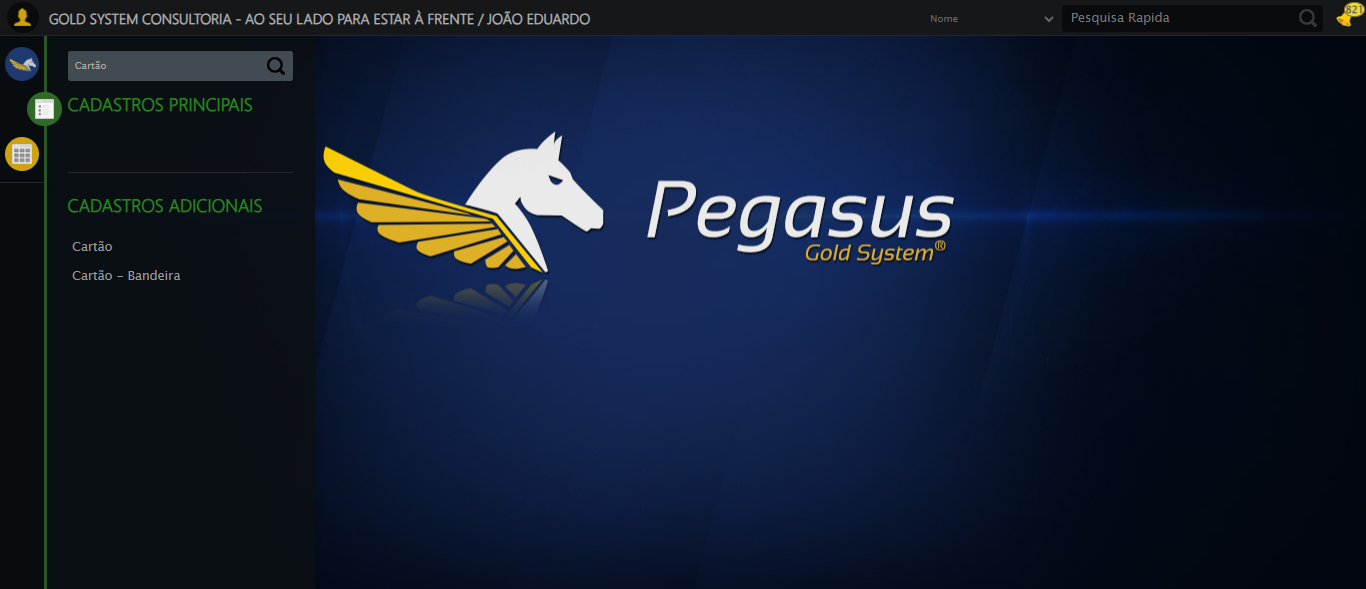 GOLD SYSTEM CONSULTORIA - AO SEU LADO PARA ESTAR À FRENTE / JOÃO EDUARDO
Nome
Pesquisa Rapida
821
Cartão
CADASTROS PRINCIPAIS
CADASTROS ADICIONAIS
Cartão
Cartão - Bandeira
Pegasus
Gold System®